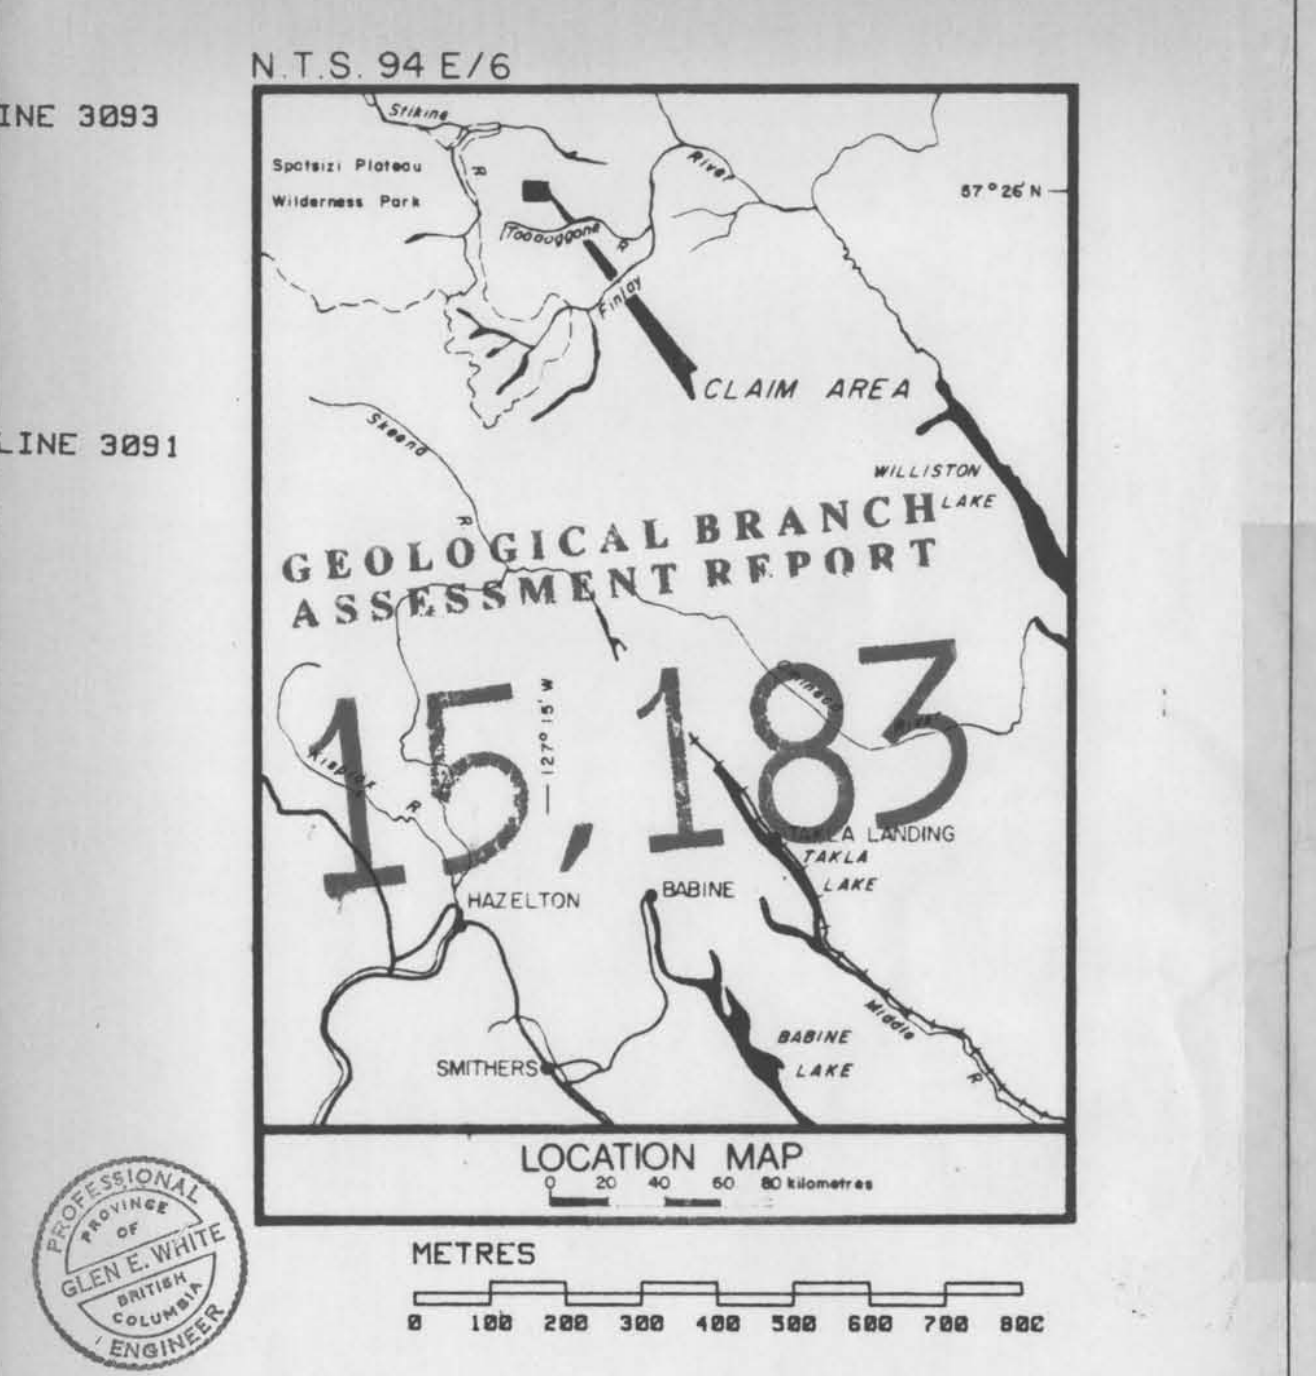 N.T.S. 94 E/6
INE 3093
Stikine
R
Spatsizi Plateau
Wilderness Park
River
57°26' N
Toodoggone
R
Finlay
CLAIM AREA
Skeena
R
LINE 3091
WILLISTON
LAKE
GEOLOGICAL BRANCH
ASSESSMENT REPORT
15,183
127° 15' W
Omineca
River
Kispiox
R
TAKLA LANDING
TAKLA
LAKE
HAZELTON
BABINE
Middle
R
BABINE
LAKE
SMITHERS
LOCATION MAP
0 20 40 60 80 kilometres
METRES
0 100 200 300 400 500 600 700 800
PROFESSIONAL
PROVINCE
OF
GLEN E. WHITE
BRITISH
COLUMBIA
ENGINEER